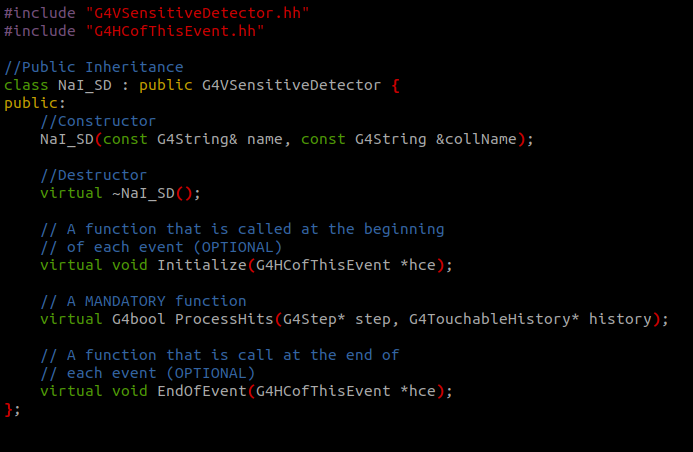 #include "G4VSensitiveDetector.hh"
#include "G4HCofThisEvent.hh"

//Public Inheritance
class NaI_SD : public G4VSensitiveDetector {
public:
    //Constructor
    NaI_SD(const G4String& name, const G4String &collName);

    //Destructor
    virtual ~NaI_SD();

    // A function that is called at the beginning
    // of each event (OPTIONAL)
    virtual void Initialize(G4HCofThisEvent *hce);

    // A MANDATORY function
    virtual G4bool ProcessHits(G4Step* step, G4TouchableHistory* history);

    // A function that is call at the end of
    // each event (OPTIONAL)
    virtual void EndOfEvent(G4HCofThisEvent *hce);
};